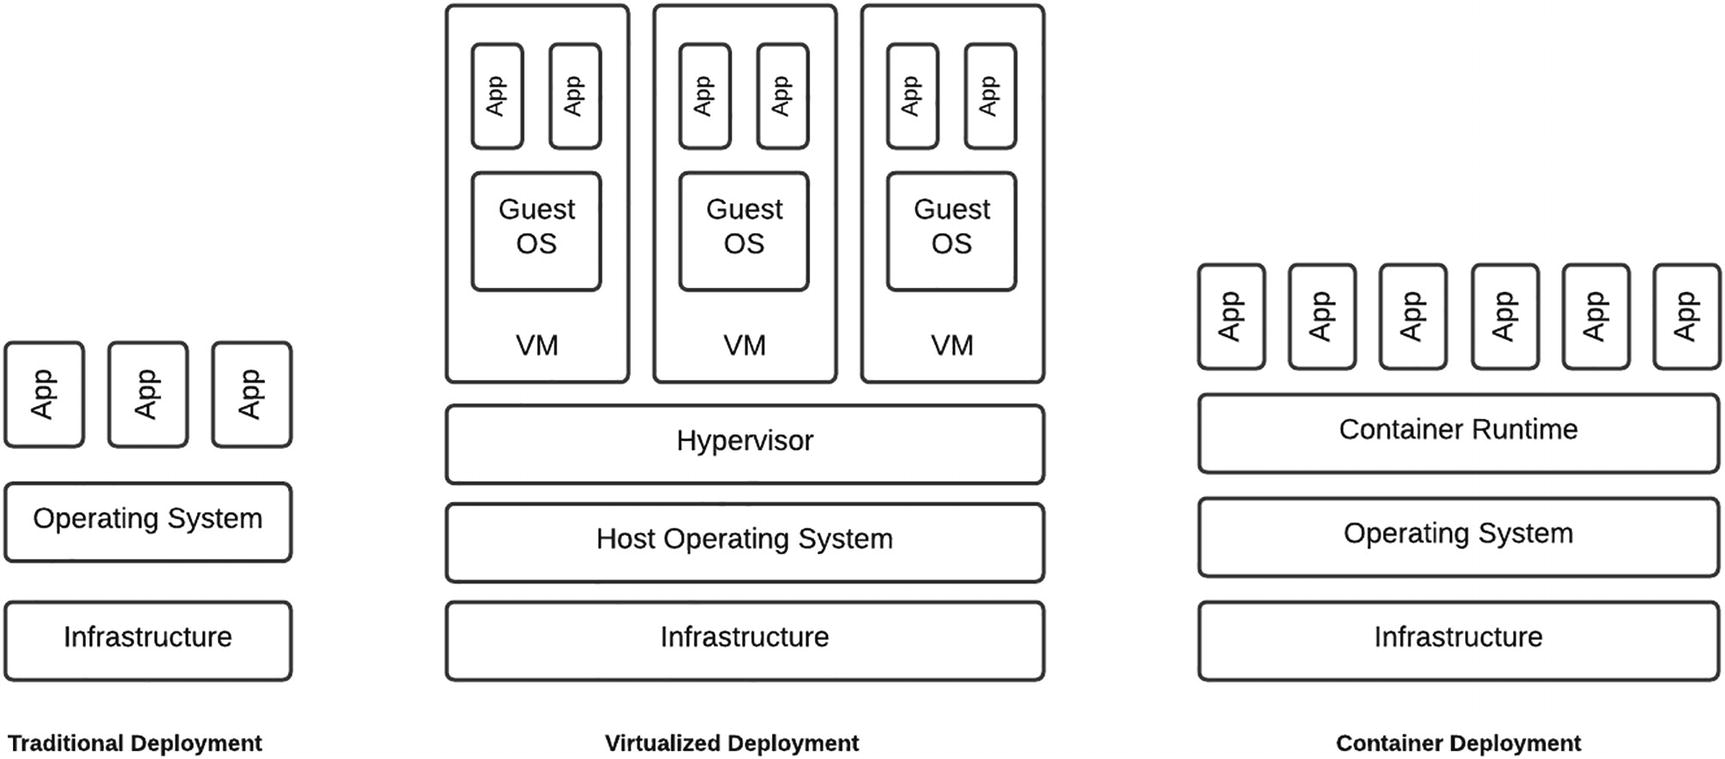 App
App
App
Operating System
Infrastructure
Traditional Deployment
App
App
Guest
OS
VM
App
App
Guest
OS
VM
App
App
Guest
OS
VM
Hypervisor
Host Operating System
Infrastructure
Virtualized Deployment
App
App
App
App
App
App
Container Runtime
Operating System
Infrastructure
Container Deployment